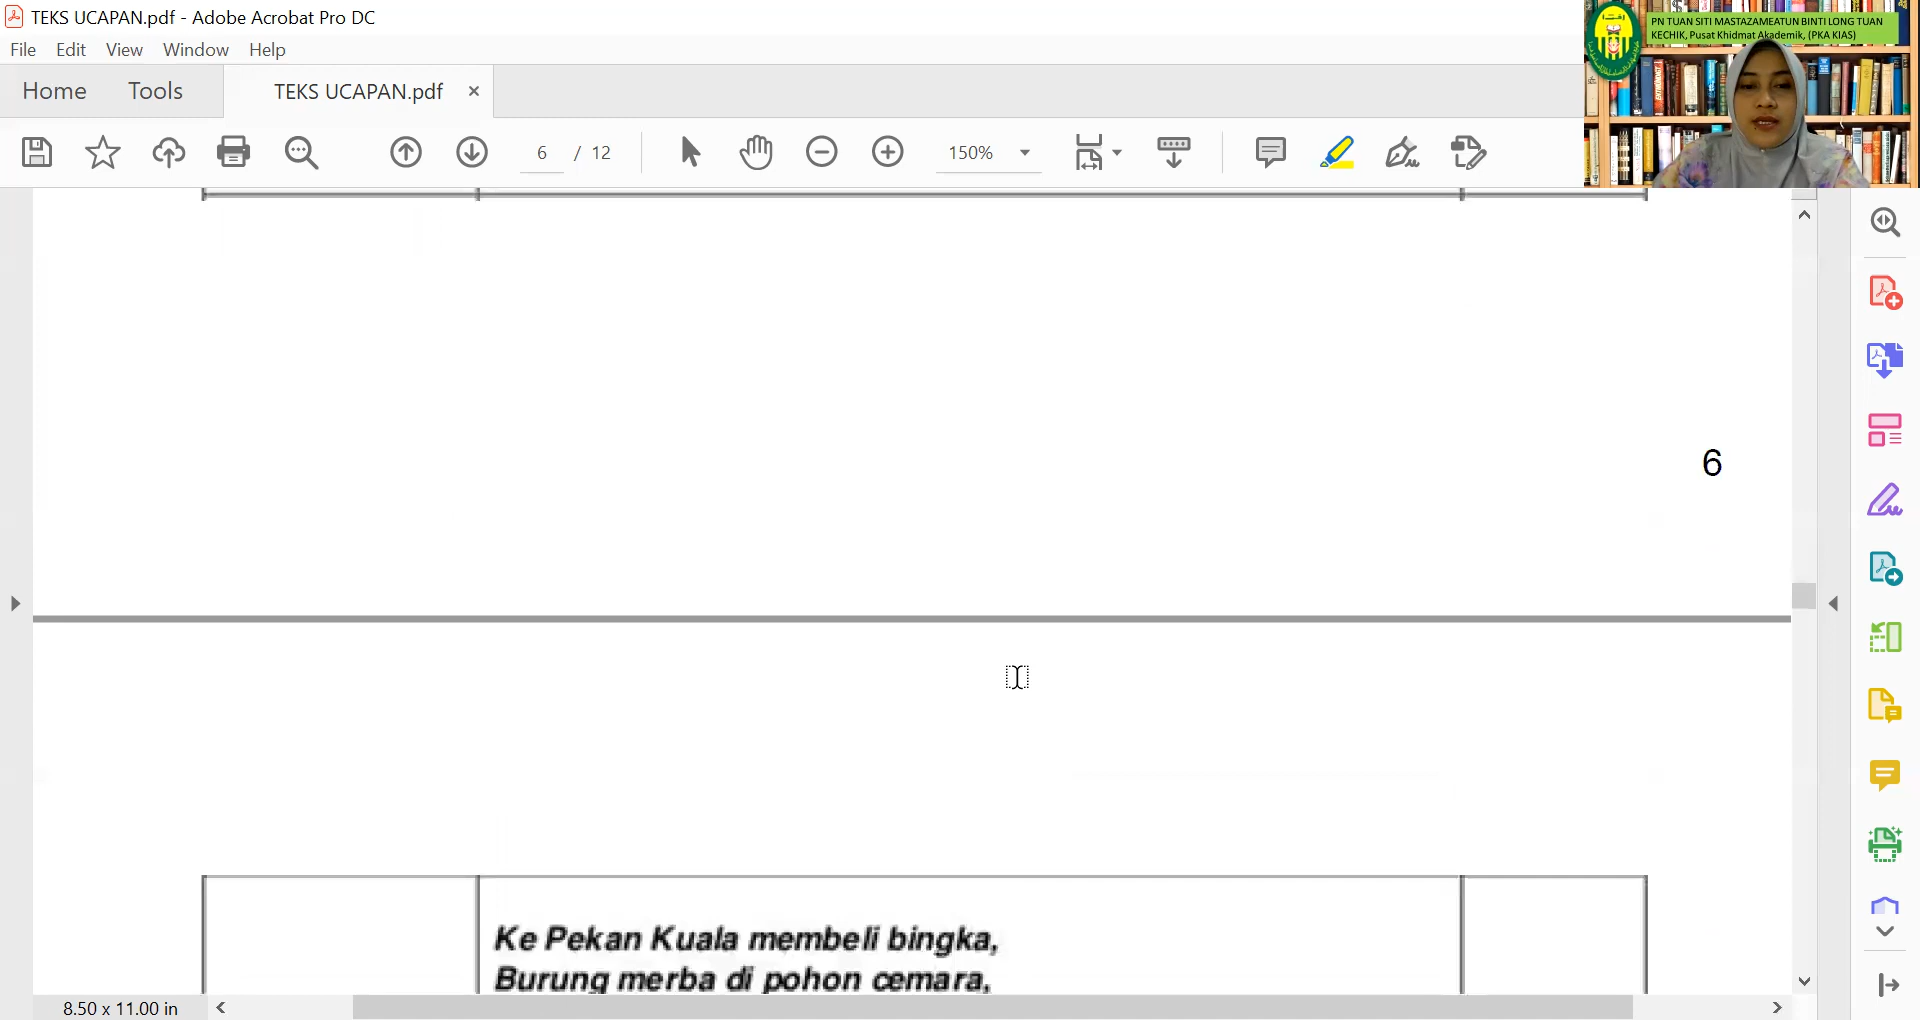 TEKS UCAPAN.pdf - Adobe Acrobat Pro DC
File Edit View Window Help
Home Tools TEKS UCAPAN.pdf ×
6 / 12 150%
PN TUAN SITI MASTAZAMEATUN BINTI LONG TUAN
KECHIK, Pusat Khidmat Akademik, (PKA KIAS)
6
Ke Pekan Kuala membeli bingka,
Burung merba di pohon cemara,
8.50 x 11.00 in